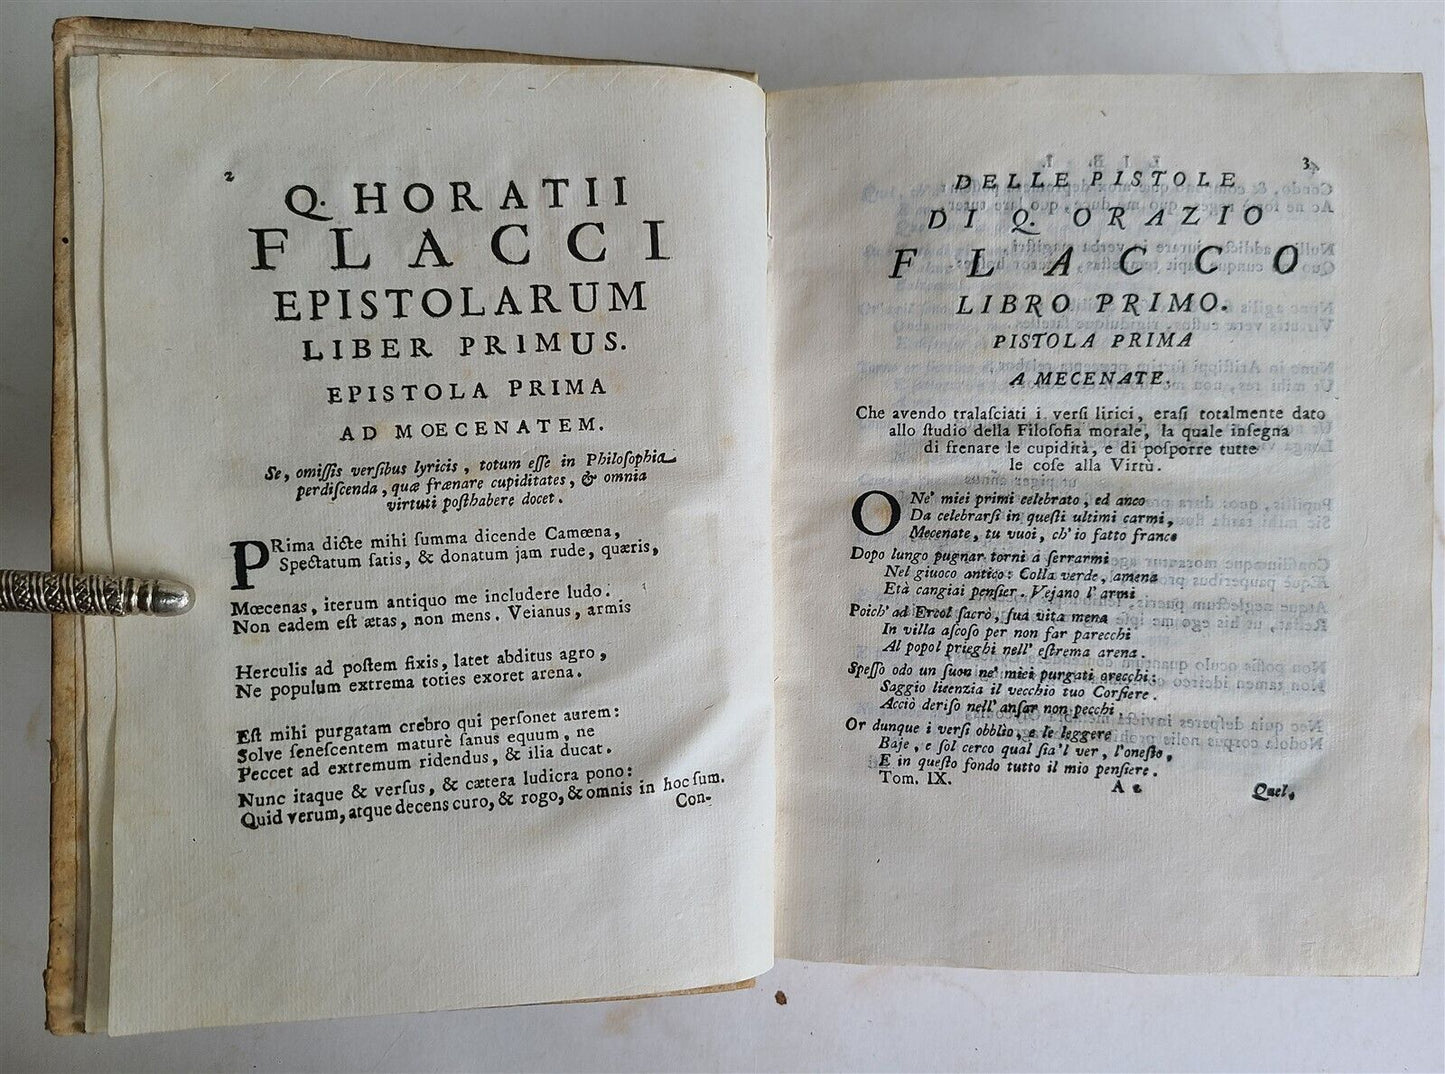 2
Q. HORATII
FLACCI
EPISTOLARUM
LIBER PRIMUS.
EPISTOLA PRIMA
AD MOECENATEM.
Se, omiſſis verſibus lyricis, totum eſſe in Philoſophia
perdiſcenda, quæ frænare cupiditates, & omnia
virtuti poſthabere docet.
PRima dicte mihi ſumma dicende Camœna,
Spectatum ſatis, & donatum jam rude, quæris,
Mœcenas, iterum antiquo me includere ludo.
Non eadem eſt ætas, non mens. Veianus, armis
Herculis ad poſtem fixis, latet abditus agro,
Ne populum extrema toties exoret arena.
Eſt mihi purgatam crebro qui perſonet aurem:
Solve ſeneſcentem maturè ſanus equum, ne
Peccet ad extremum ridendus, & ilia ducat.
Nunc itaque & verſus, & cætera ludicra pono:
Quid verum, atque decens curo, & rogo, & omnis in hoc ſum.
Con-
3
DELLE PISTOLE
DI Q. ORAZIO
FLACCO
LIBRO PRIMO.
PISTOLA PRIMA
A MECENATE.
Che avendo tralaſciati i verſi lirici, eraſi totalmente dato
allo ſtudio della Filoſofia morale, la quale inſegna
di frenare le cupidità, e di poſporre tutte
le coſe alla Virtù.
ONe' miei primi celebrato, ed anco
Da celebrarſi in queſti ultimi carmi,
Mecenate, tu vuoi, ch'io fatto franco
Dopo lungo pugnar torni a ſerrarmi
Nel giuoco antico: Colla verde, amena
Età cangiai penſier. Vejano l'armi
Poich' ad Ercol ſacrò, ſua vita mena
In villa aſcoſo per non far parecchi
Al popol prieghi nell' eſtrema arena.
Speſſo odo un ſuon ne' miei purgati orecchi:
Saggio licenzia il vecchio tuo Corſiere.
Acciò deriſo nell' anſar non pecchi.
Or dunque i verſi obblìo, e le leggere
Baje, e ſol cerco qual ſia'l ver, l'oneſto,
E in queſto fondo tutto il mio penſiere.
Tom. IX.
A 2
Quel,